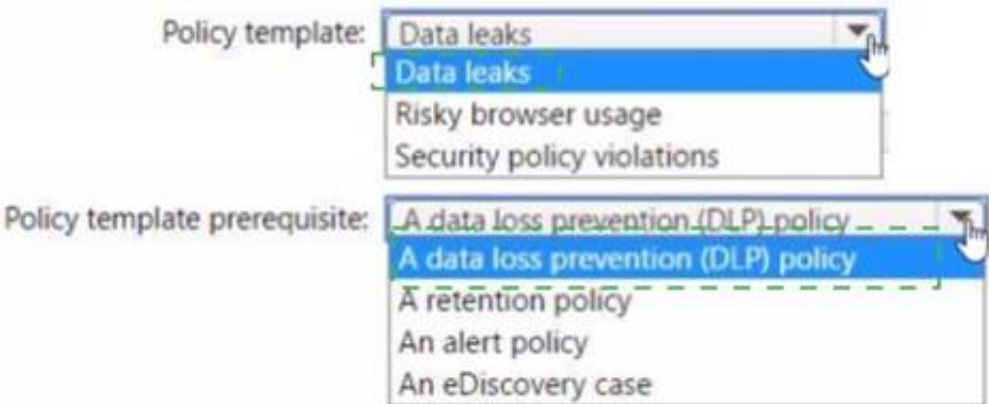 Policy template: Data leaks
Data leaks
Risky browser usage
Security policy violations
Policy template prerequisite: A data loss prevention (DLP) policy
A data loss prevention (DLP) policy
A retention policy
An alert policy
An eDiscovery case